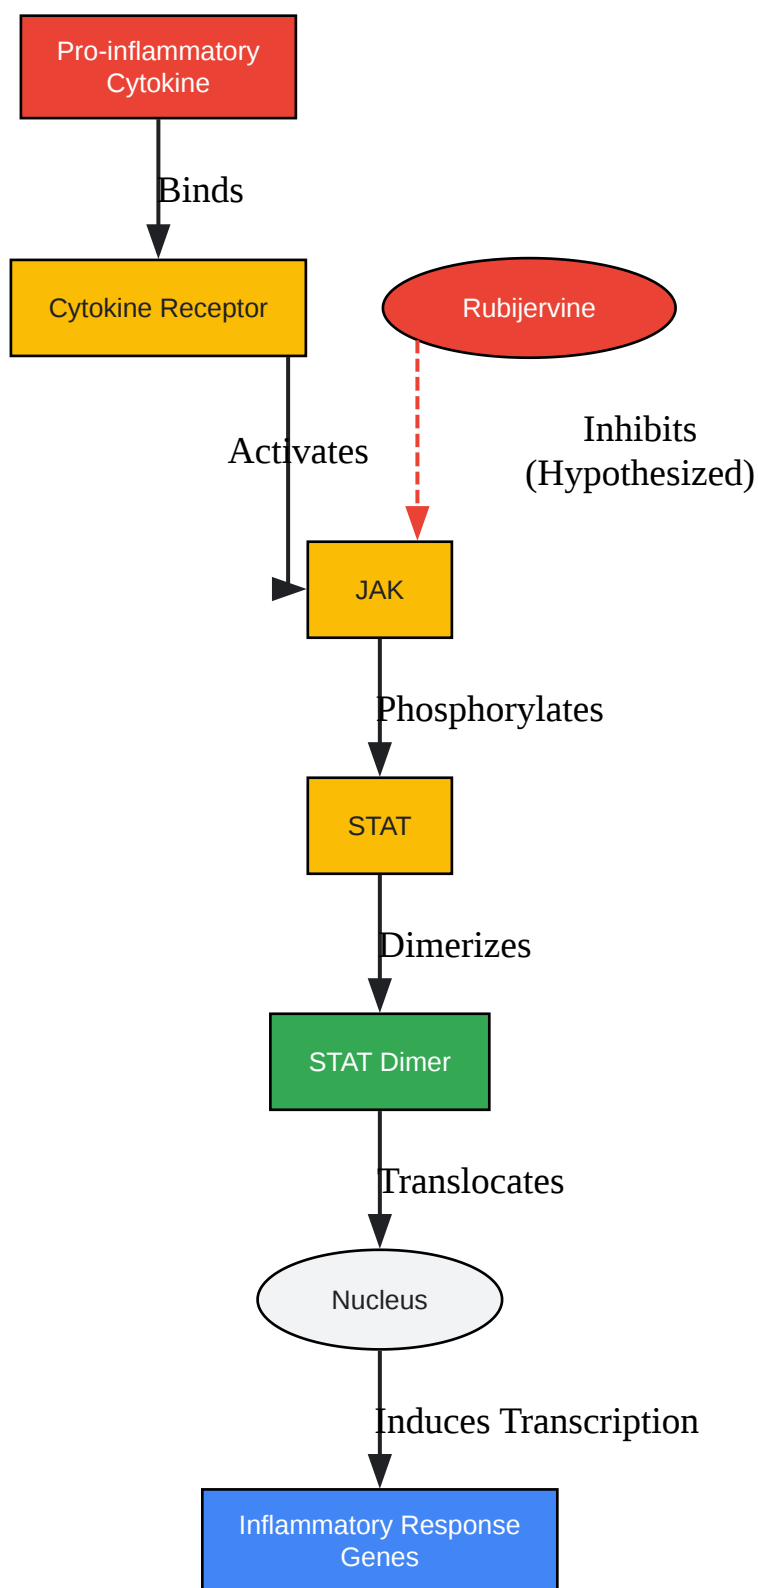 Pro-inflammatory
Cytokine
Binds
Cytokine Receptor
Rubijervine
Activates
Inhibits
(Hypothesized)
JAK
Phosphorylates
STAT
Dimerizes
STAT Dimer
Translocates
Nucleus
Induces Transcription
Inflammatory Response
Genes